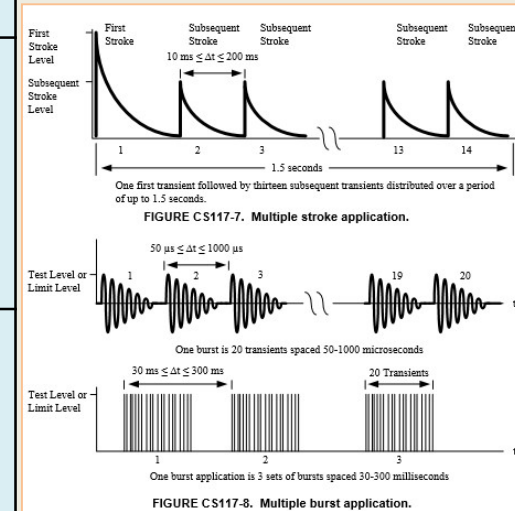 First Stroke Level
First Stroke
Subsequent Stroke
Subsequent Stroke
Subsequent Stroke
Subsequent Stroke
10 ms ≤ Δt ≤ 200 ms
Subsequent Stroke Level
1 2 3 13 14
1.5 seconds
One first transient followed by thirteen subsequent transients distributed over a period
of up to 1.5 seconds.
FIGURE CS117-7. Multiple stroke application.
50 µs ≤ Δt ≤ 1000 µs
Test Level or
Limit Level
1 2 3 19 20
t
One burst is 20 transients spaced 50-1000 microseconds
30 ms ≤ Δt ≤ 300 ms
20 Transients
Test Level or
Limit Level
t
1 2 3
One burst application is 3 sets of bursts spaced 30-300 milliseconds
FIGURE CS117-8. Multiple burst application.